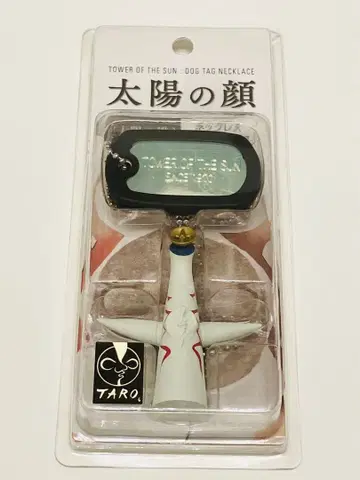 TOWER OF THE SUN : DOG TAG NECKLACE
太陽の顔
ネックレス
TOWER OF THE SUN
SINCE 1970
TARO.